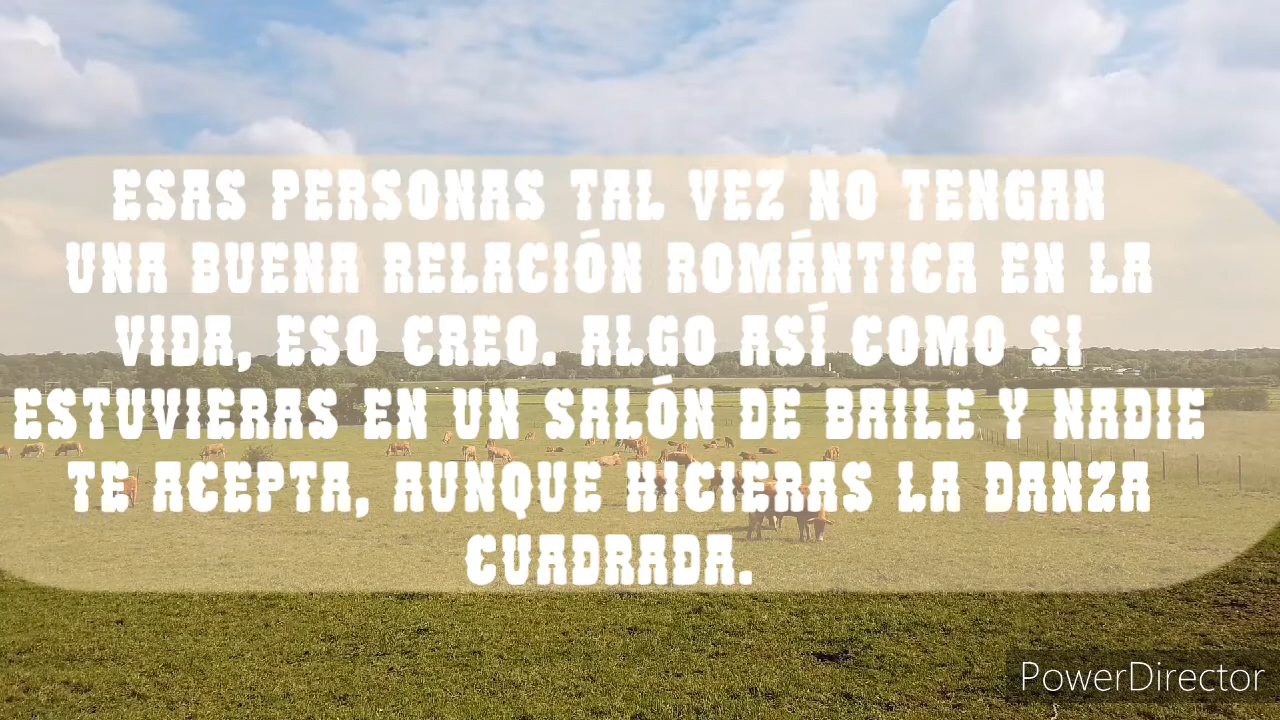 ESAS PERSONAS TAL VEZ NO TENGAN
UNA BUENA RELACIÓN ROMÁNTICA EN LA
VIDA, ESO CREO. ALGO ASÍ COMO SI
ESTUVIERAS EN UN SALÓN DE BAILE Y NADIE
TE ACEPTA, AUNQUE HICIERAS LA DANZA
CUADRADA.
PowerDirector